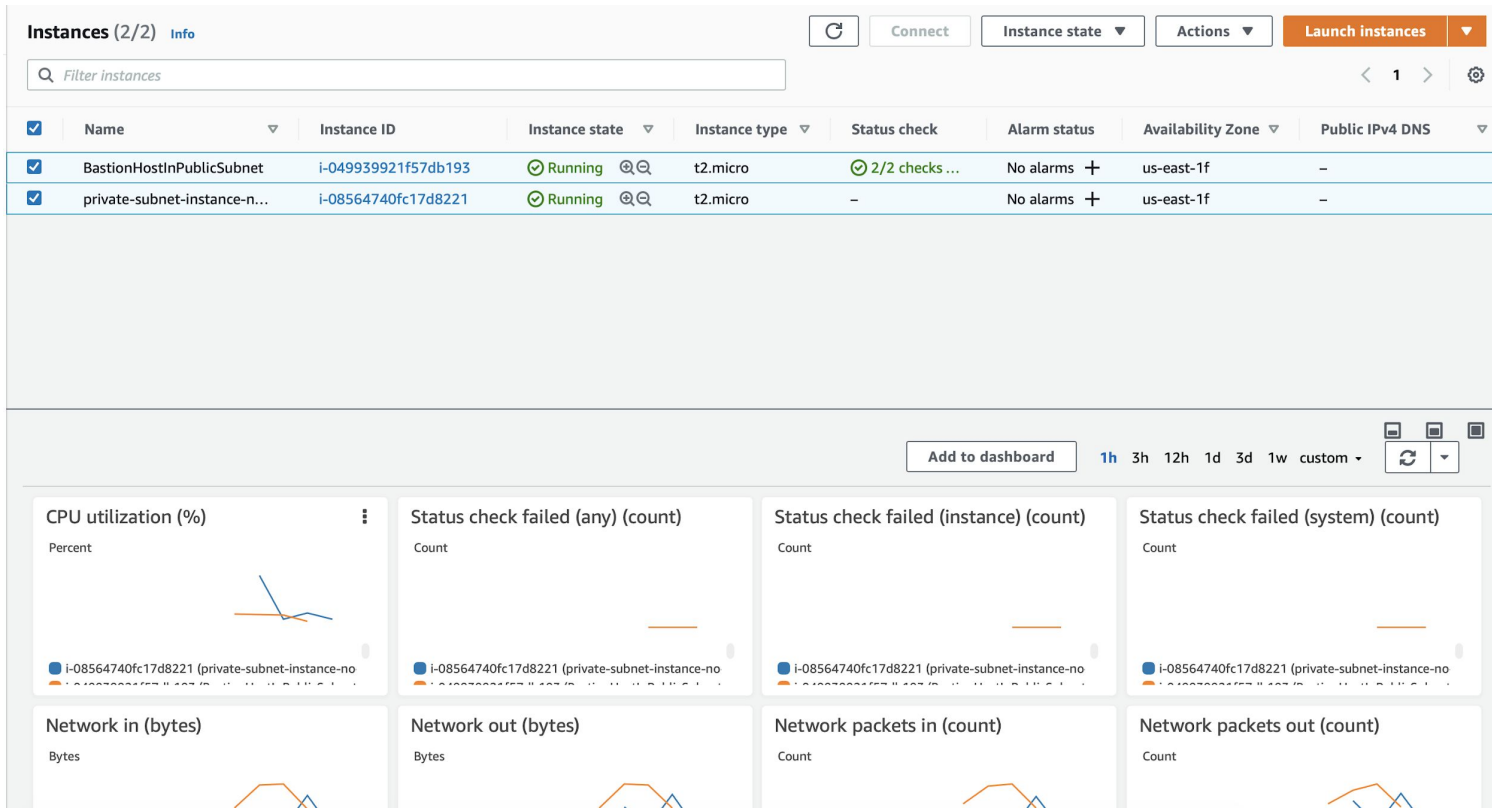 Instances (2/2) Info
Connect Instance state Actions Launch instances
Filter instances
1
Name Instance ID Instance state Instance type Status check Alarm status Availability Zone Public IPv4 DNS
BastionHostInPublicSubnet i-049939921f57db193 Running t2.micro 2/2 checks ... No alarms + us-east-1f –
private-subnet-instance-n... i-08564740fc17d8221 Running t2.micro – No alarms + us-east-1f –
Add to dashboard 1h 3h 12h 1d 3d 1w custom
CPU utilization (%)
Percent
i-08564740fc17d8221 (private-subnet-instance-no
Status check failed (any) (count)
Count
i-08564740fc17d8221 (private-subnet-instance-no
Status check failed (instance) (count)
Count
i-08564740fc17d8221 (private-subnet-instance-no
Status check failed (system) (count)
Count
i-08564740fc17d8221 (private-subnet-instance-no
Network in (bytes)
Bytes
Network out (bytes)
Bytes
Network packets in (count)
Count
Network packets out (count)
Count